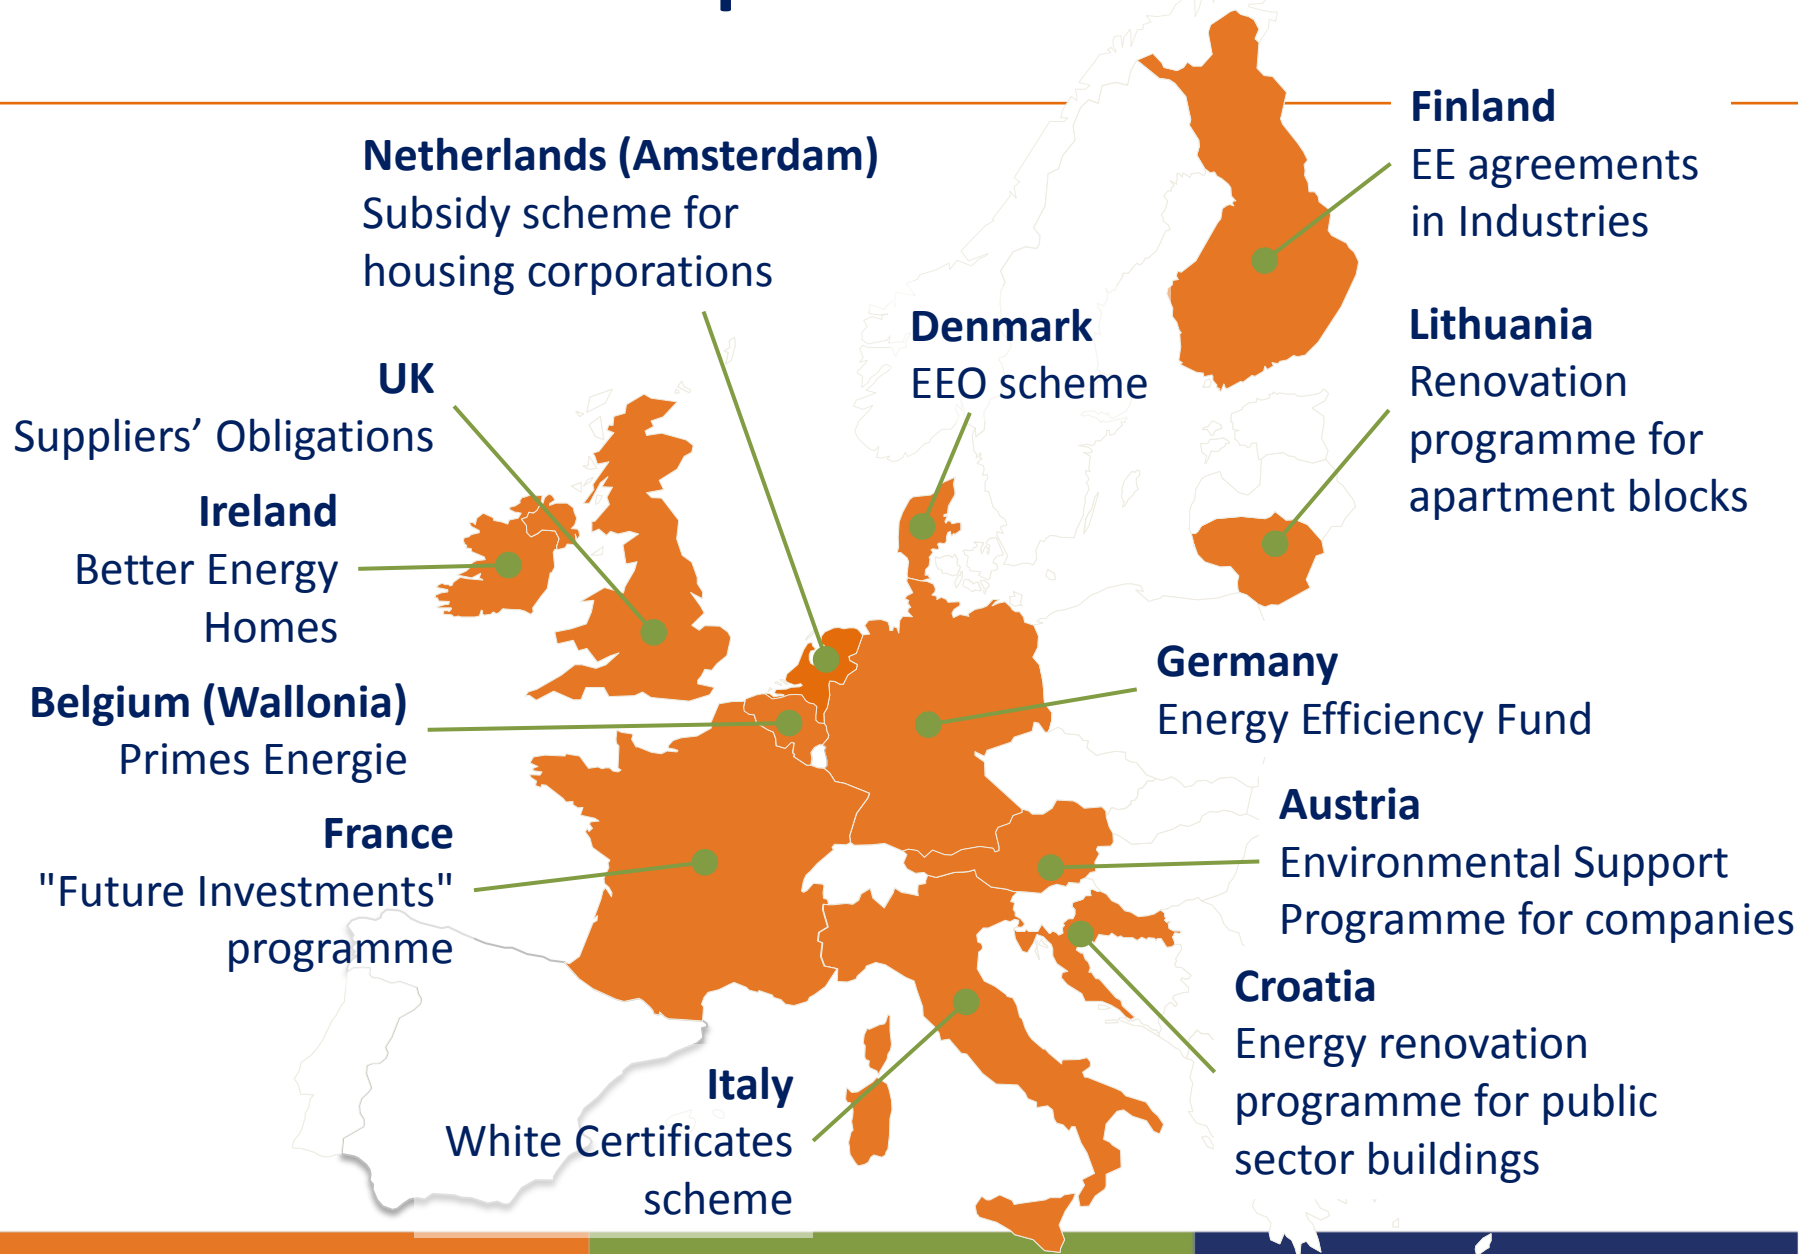 Finland
EE agreements
in Industries
Netherlands (Amsterdam)
Subsidy scheme for
housing corporations
Denmark
EEO scheme
Lithuania
Renovation
programme for
apartment blocks
UK
Suppliers’ Obligations
Ireland
Better Energy
Homes
Belgium (Wallonia)
Primes Energie
Germany
Energy Efficiency Fund
France
"Future Investments"
programme
Austria
Environmental Support
Programme for companies
Croatia
Energy renovation
programme for public
sector buildings
Italy
White Certificates
scheme